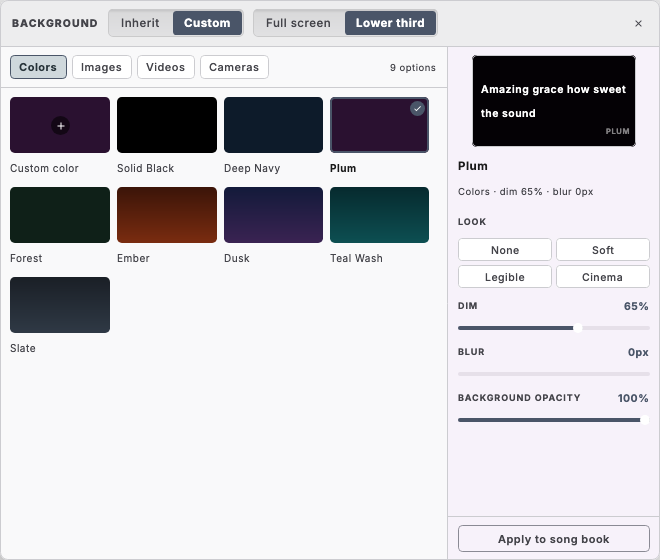 BACKGROUND Inherit Custom Full screen Lower third ×
Colors Images Videos Cameras 9 options
Custom color Solid Black Deep Navy Plum
Forest Ember Dusk Teal Wash
Slate
Amazing grace how sweet
the sound
PLUM
Plum
Colors · dim 65% · blur 0px
LOOK
None Soft
Legible Cinema
DIM 65%
BLUR 0px
BACKGROUND OPACITY 100%
Apply to song book